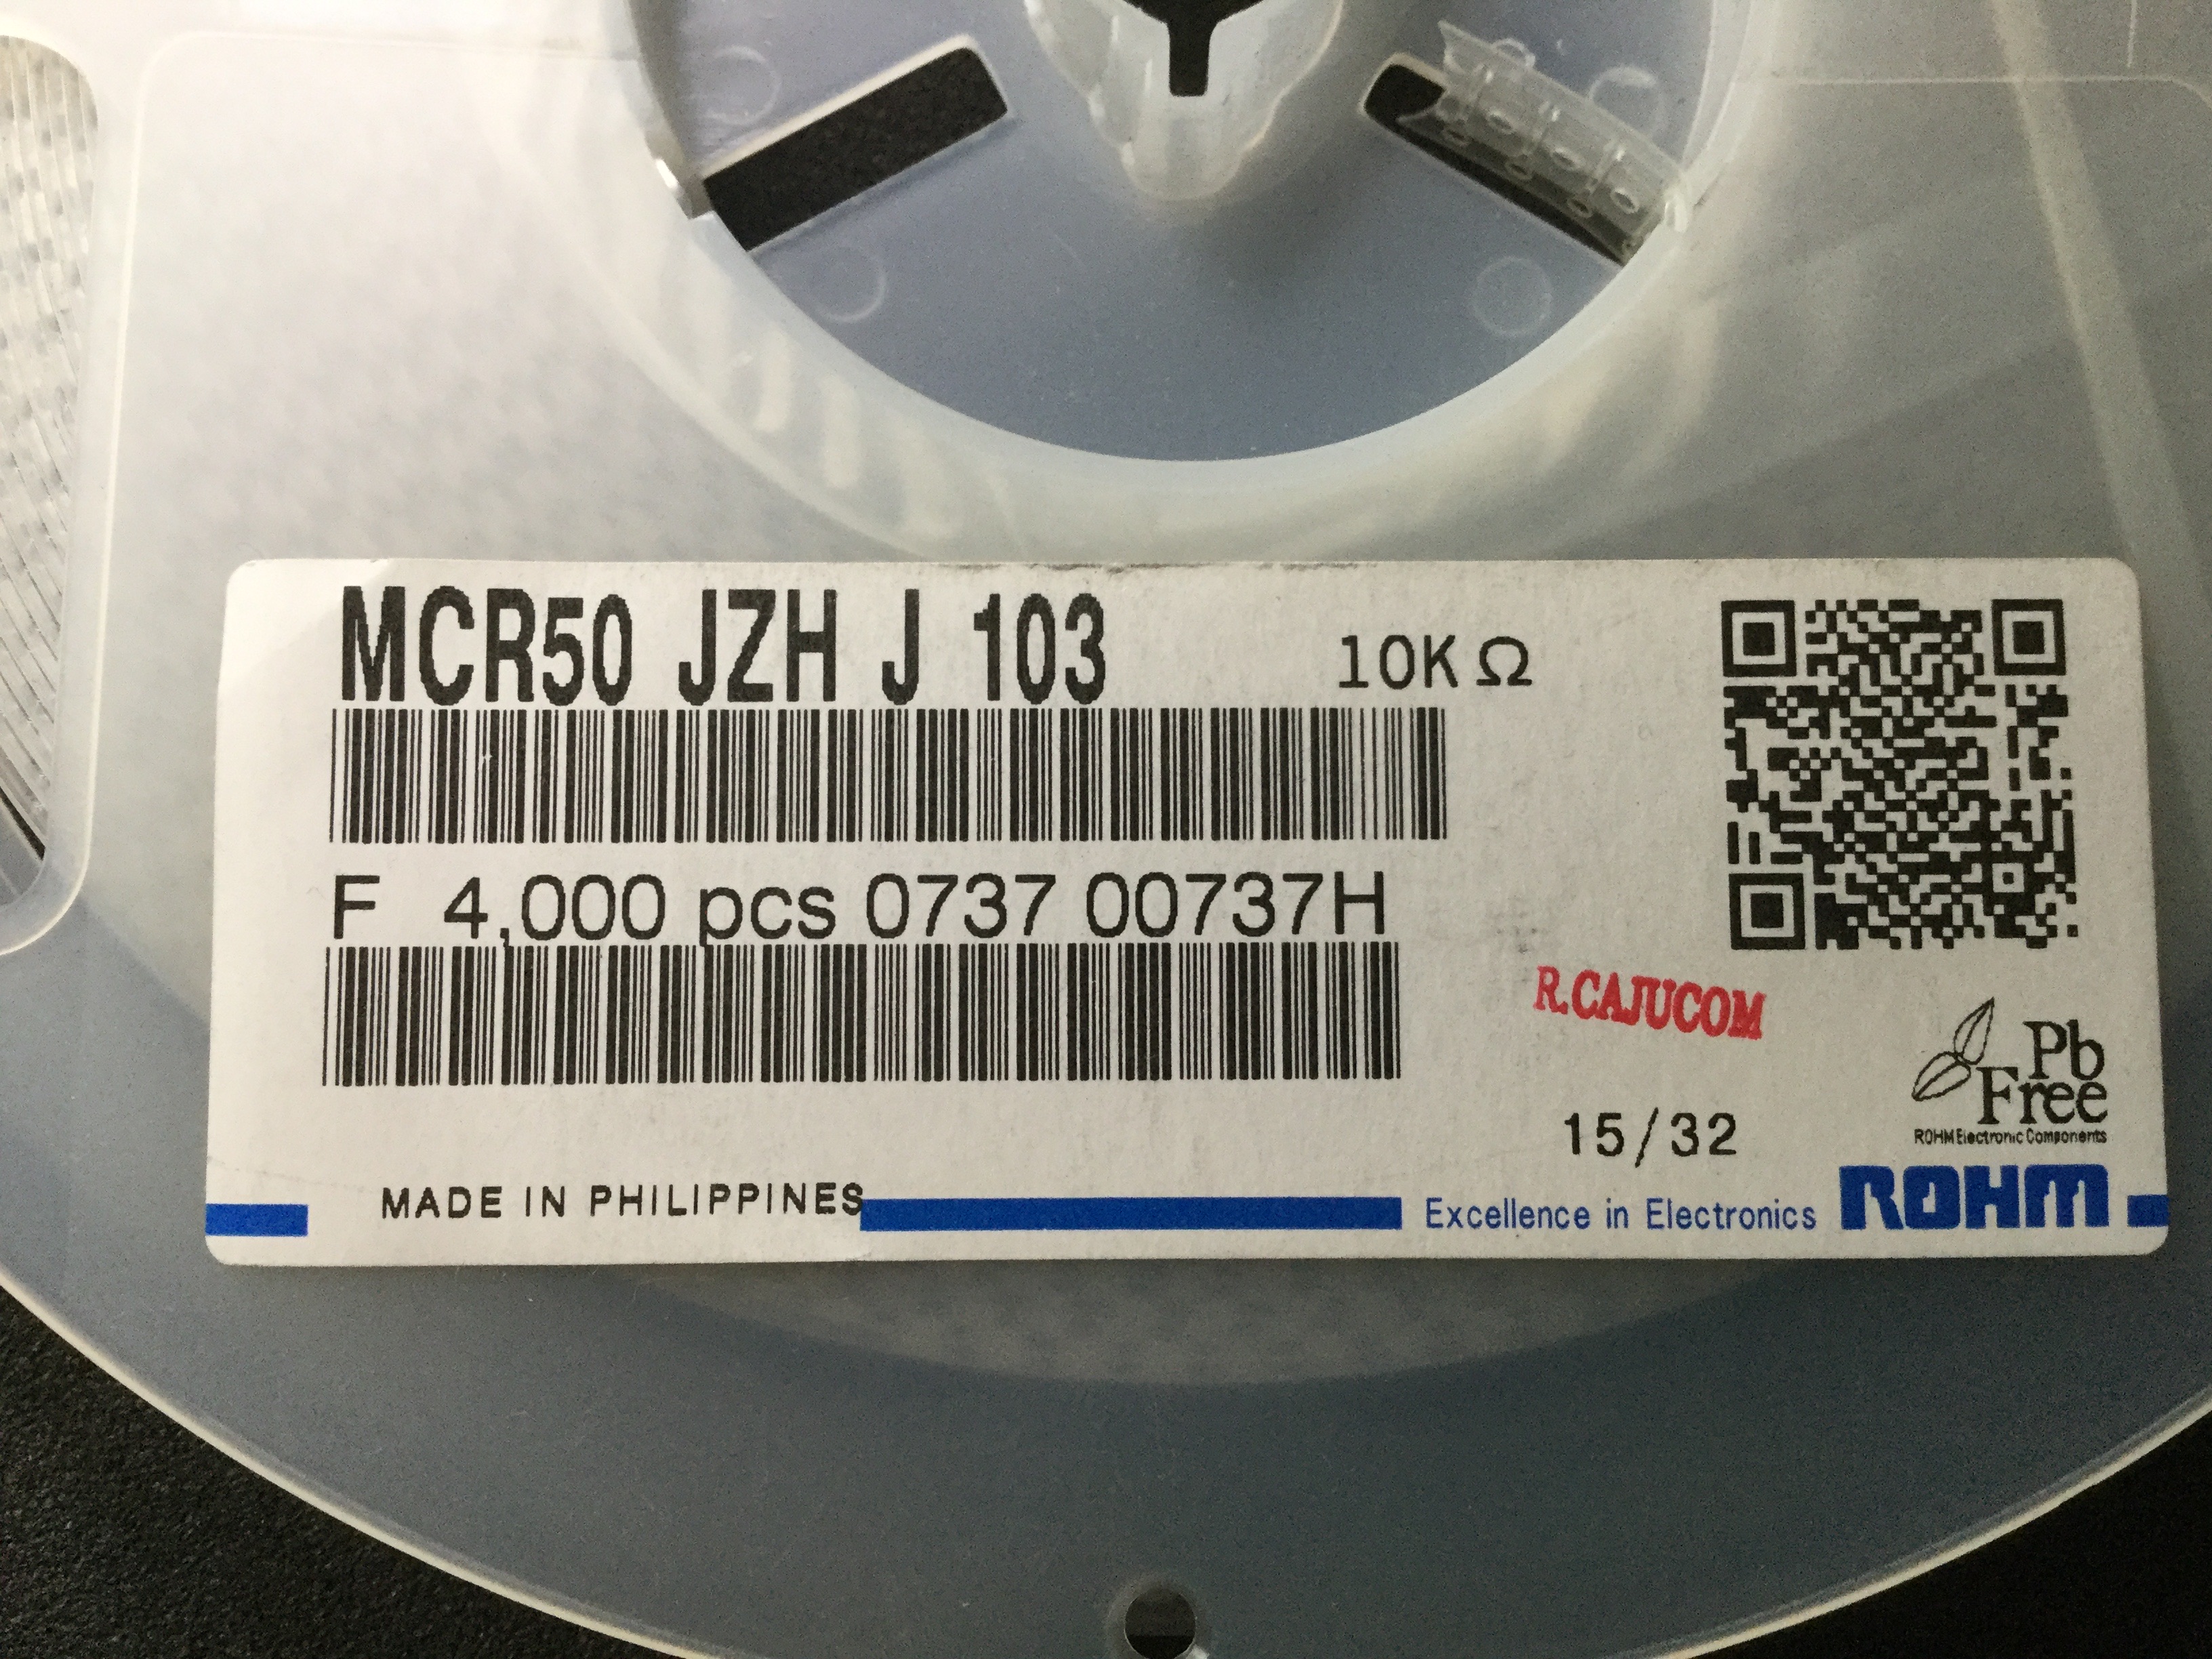 MCR50 JZH J 103 10KΩ
F 4,000 pcs 0737 00737H
R.CAJUCOM
Pb
Free
ROHM Electronic Components
15/32
MADE IN PHILIPPINES Excellence in Electronics ROHM